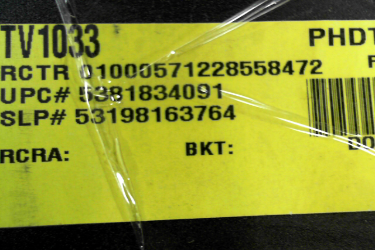 TV1033 PHDT
RCTR 01000571228558472
UPC# 5381834091
SLP# 53198163764
RCRA: BKT: